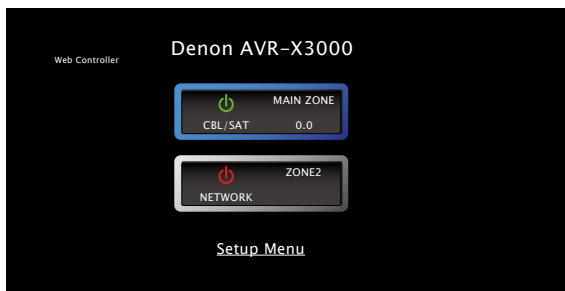 Denon AVR-X3000
Web Controller
MAIN ZONE
CBL/SAT 0.0
ZONE2
NETWORK
Setup Menu